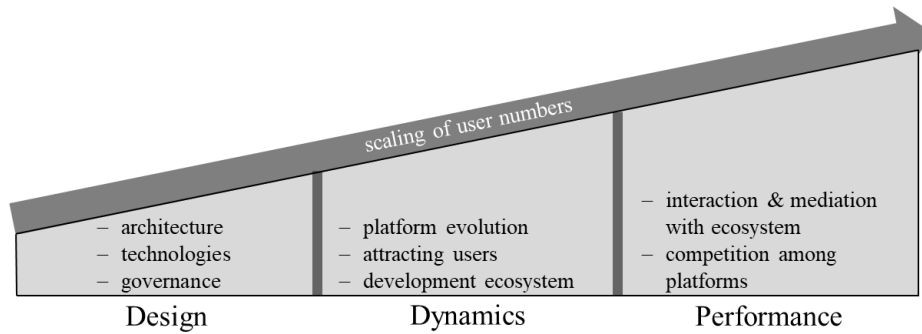 scaling of user numbers
– architecture
– technologies
– governance
– platform evolution
– attracting users
– development ecosystem
– interaction & mediation
with ecosystem
– competition among
platforms
Design
Dynamics
Performance